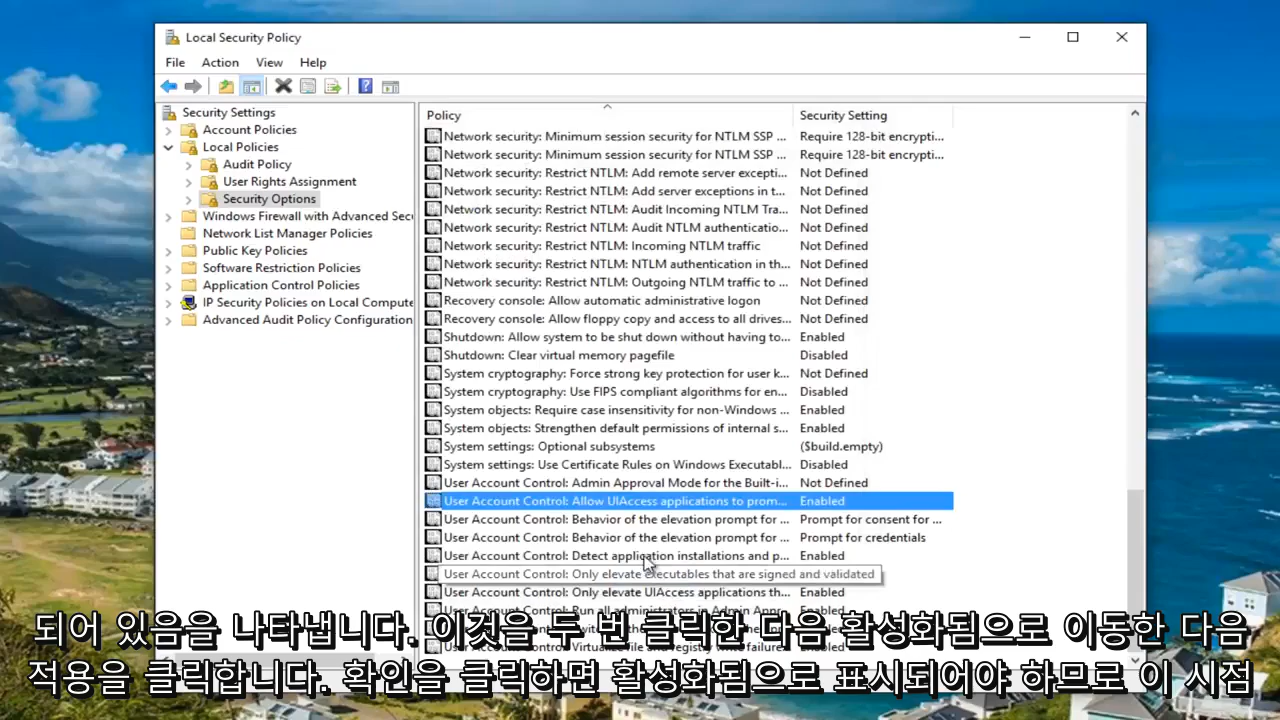 Local Security Policy
File Action View Help
Security Settings
Account Policies
Local Policies
Audit Policy
User Rights Assignment
Security Options
Windows Firewall with Advanced Secu
Network List Manager Policies
Public Key Policies
Software Restriction Policies
Application Control Policies
IP Security Policies on Local Compute
Advanced Audit Policy Configuration
Policy Security Setting
Network security: Minimum session security for NTLM SSP ... Require 128-bit encrypti...
Network security: Minimum session security for NTLM SSP ... Require 128-bit encrypti...
Network security: Restrict NTLM: Add remote server excepti... Not Defined
Network security: Restrict NTLM: Add server exceptions in t... Not Defined
Network security: Restrict NTLM: Audit Incoming NTLM Tra... Not Defined
Network security: Restrict NTLM: Audit NTLM authenticatio... Not Defined
Network security: Restrict NTLM: Incoming NTLM traffic Not Defined
Network security: Restrict NTLM: NTLM authentication in th... Not Defined
Network security: Restrict NTLM: Outgoing NTLM traffic to ... Not Defined
Recovery console: Allow automatic administrative logon Not Defined
Recovery console: Allow floppy copy and access to all drives... Not Defined
Shutdown: Allow system to be shut down without having to... Enabled
Shutdown: Clear virtual memory pagefile Disabled
System cryptography: Force strong key protection for user k... Not Defined
System cryptography: Use FIPS compliant algorithms for en... Disabled
System objects: Require case insensitivity for non-Windows ... Enabled
System objects: Strengthen default permissions of internal s... Enabled
System settings: Optional subsystems ($build.empty)
System settings: Use Certificate Rules on Windows Executabl... Disabled
User Account Control: Admin Approval Mode for the Built-i... Not Defined
User Account Control: Allow UIAccess applications to prom... Enabled
User Account Control: Behavior of the elevation prompt for ... Prompt for consent for ...
User Account Control: Behavior of the elevation prompt for ... Prompt for credentials
User Account Control: Detect application installations and p... Enabled
User Account Control: Only elevate executables that are signed and validated
User Account Control: Only elevate UIAccess applications th... Enabled
User Account Control: Run all administrators in Admin Appr...
User Account Control: Virtualize file and registry write failures
되어 있음을 나타냅니다. 이것을 두 번 클릭한 다음 활성화됨으로 이동한 다음
적용을 클릭합니다. 확인을 클릭하면 활성화됨으로 표시되어야 하므로 이 시점